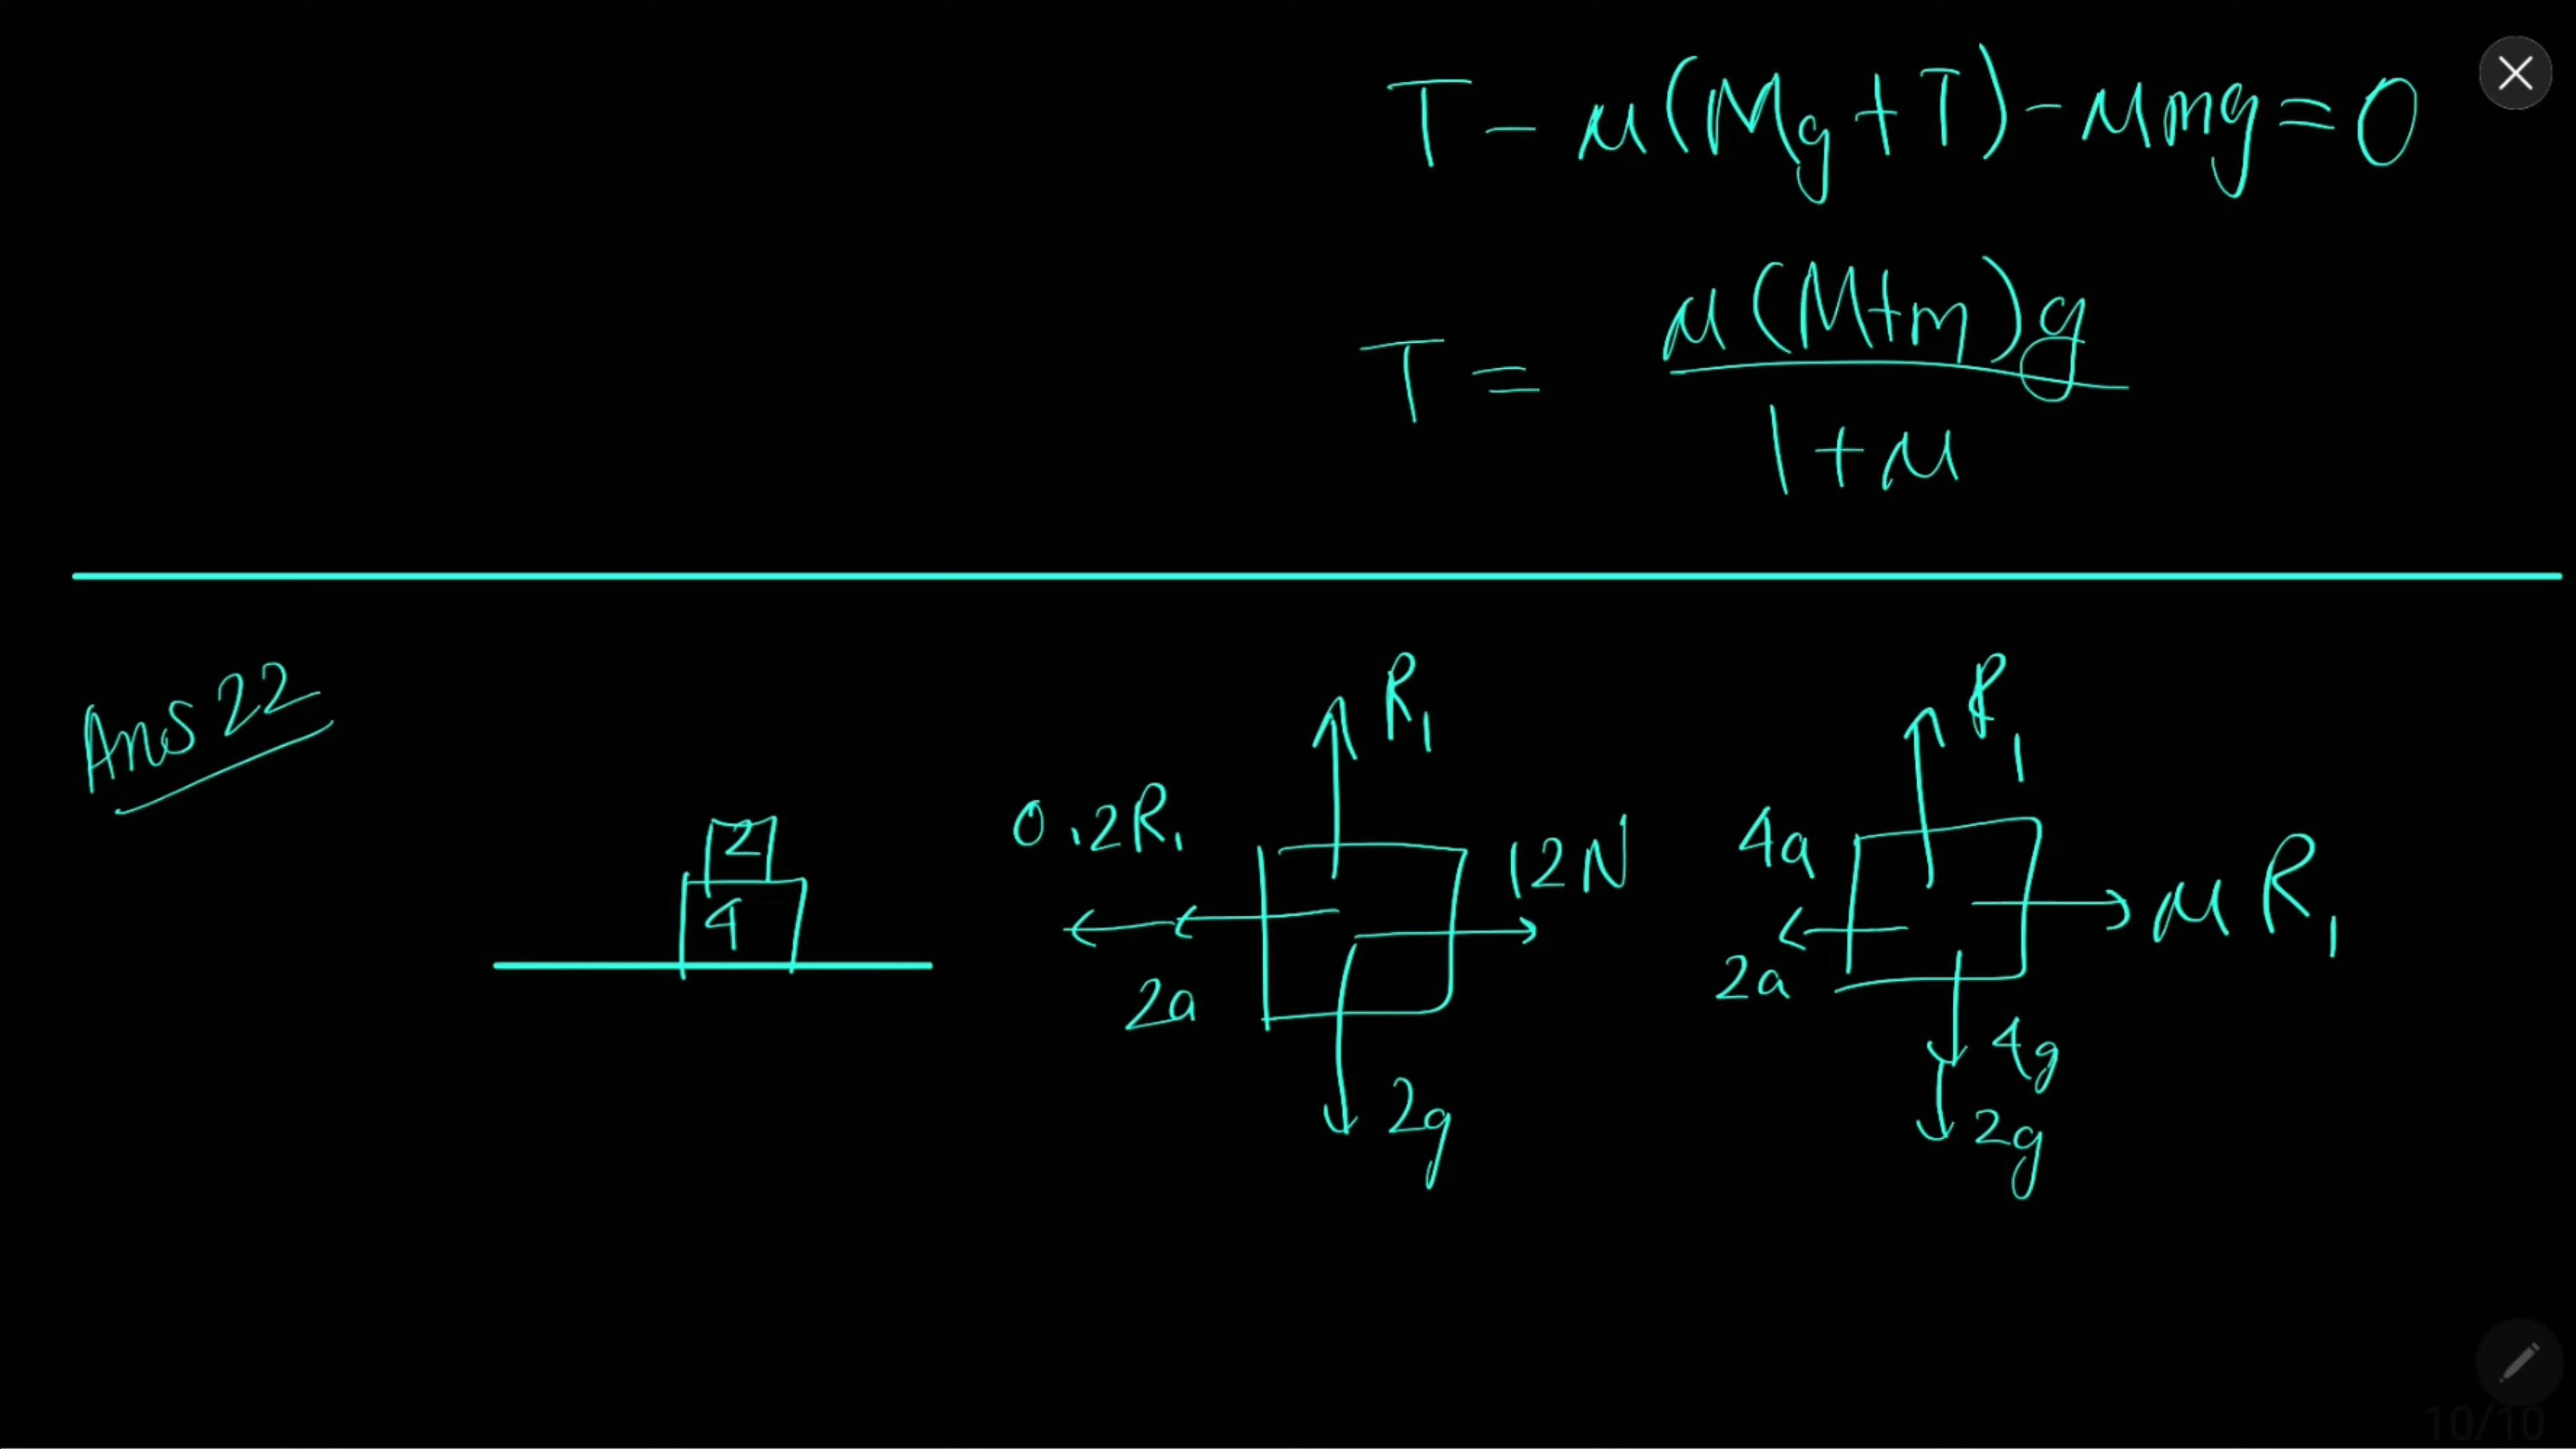 T - μ(Mg + T) - μmg = 0
T = μ(M+m)g / 1+μ
Ans 22
2
4
R₁
0.2R₁
12N
2a
2g
R₁
4a
μR₁
2a
4g
2g
10/10